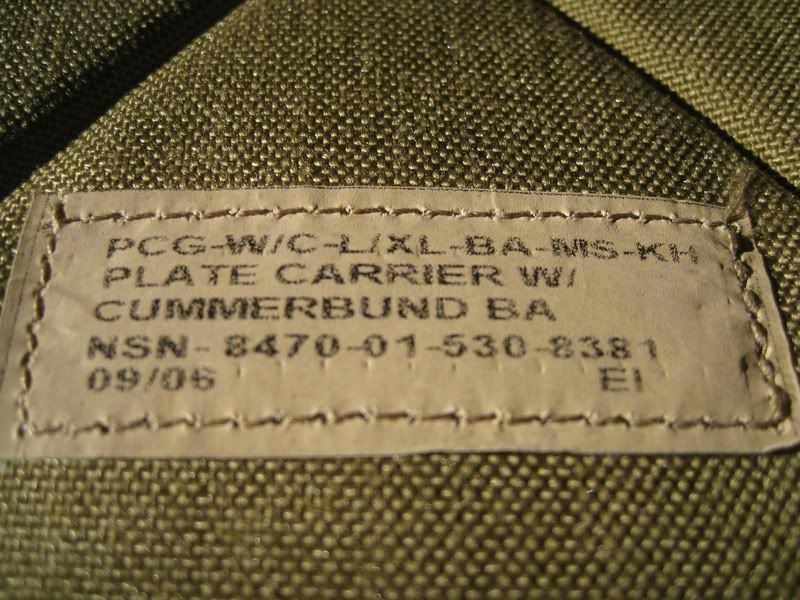 PCG-W/C-L/XL-BA-MS-KH
PLATE CARRIER W/
CUMMERBUND BA
NSN- 8470-01-530-8381
09/06 EI